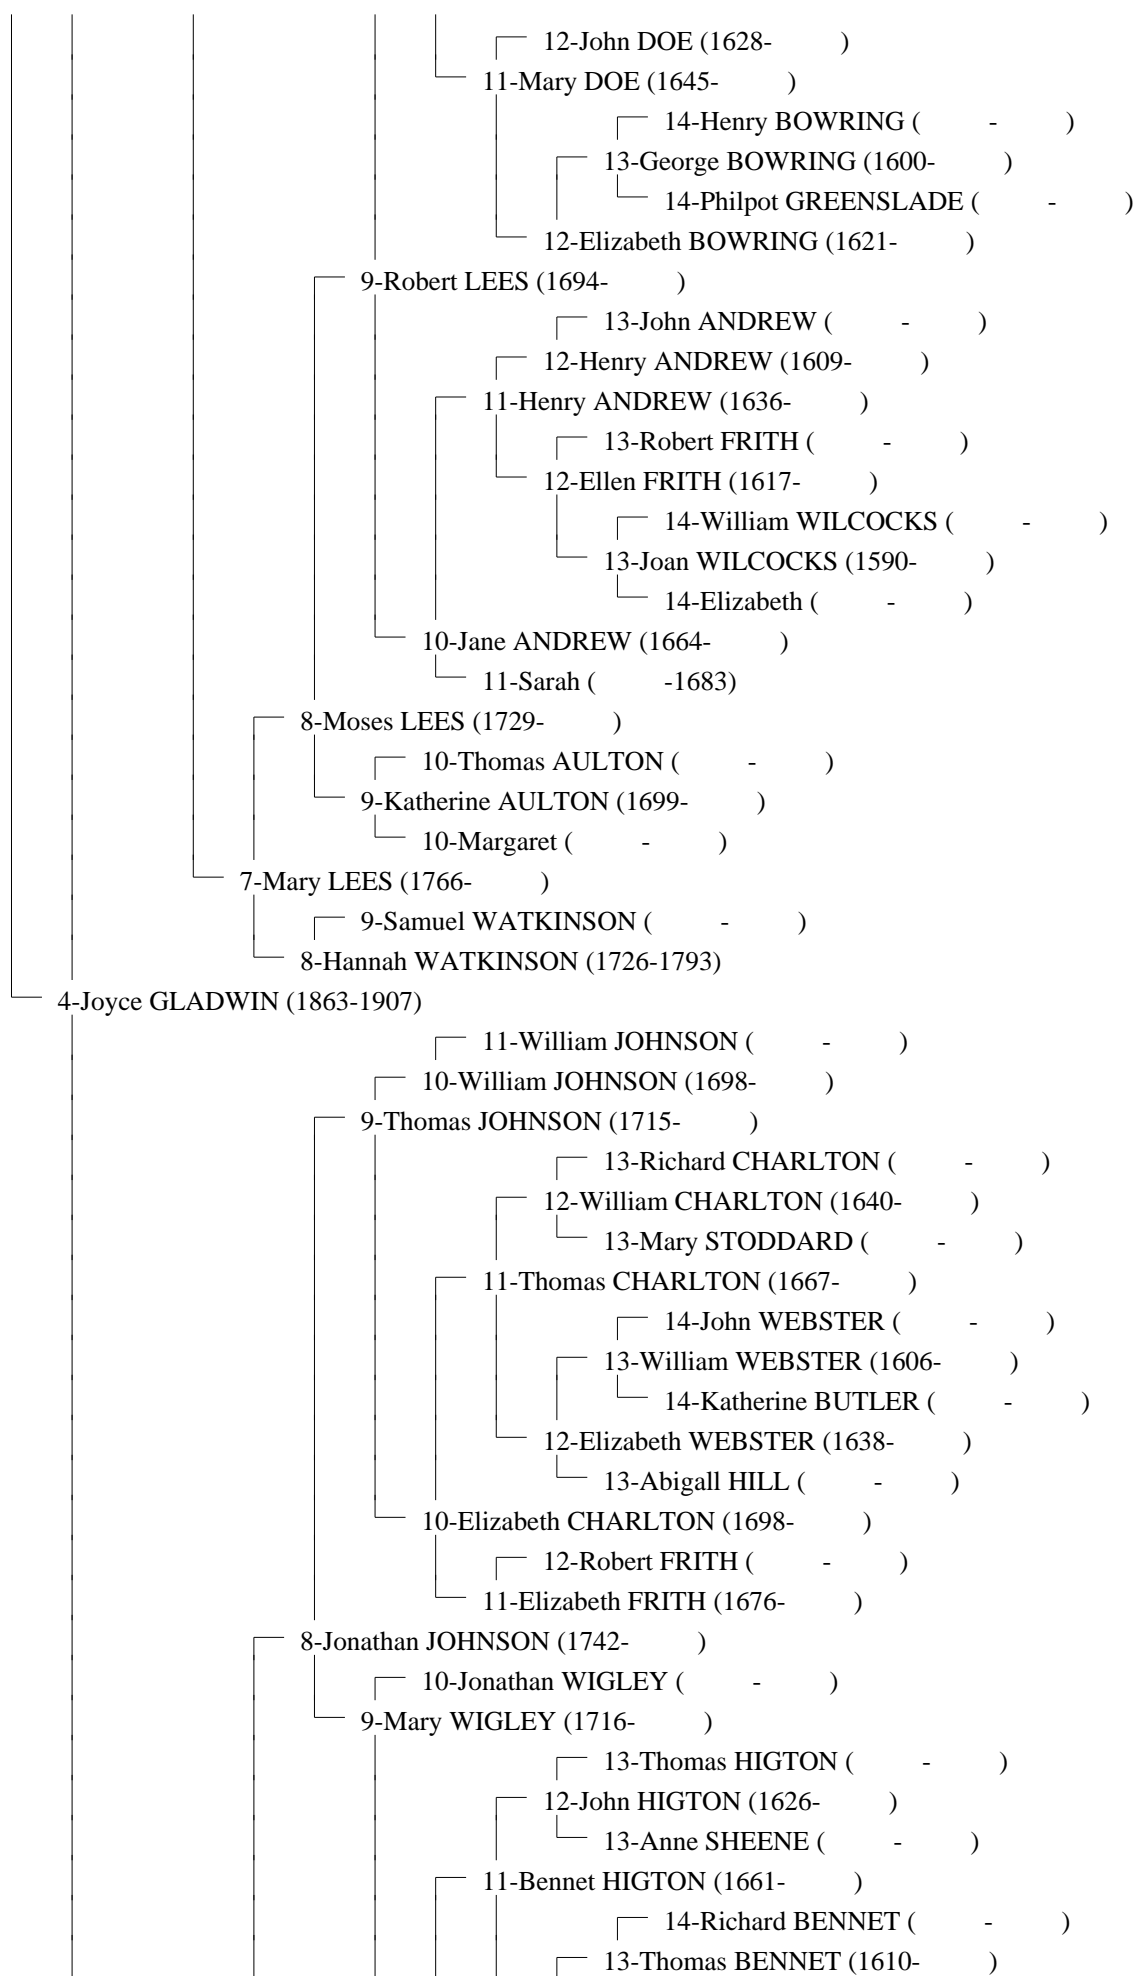 12-John DOE (1628- )
11-Mary DOE (1645- )
14-Henry BOWRING ( - )
13-George BOWRING (1600- )
14-Philpot GREENSLADE ( - )
12-Elizabeth BOWRING (1621- )
9-Robert LEES (1694- )
13-John ANDREW ( - )
12-Henry ANDREW (1609- )
11-Henry ANDREW (1636- )
13-Robert FRITH ( - )
12-Ellen FRITH (1617- )
14-William WILCOCKS ( - )
13-Joan WILCOCKS (1590- )
14-Elizabeth ( - )
10-Jane ANDREW (1664- )
11-Sarah ( -1683)
8-Moses LEES (1729- )
10-Thomas AULTON ( - )
9-Katherine AULTON (1699- )
10-Margaret ( - )
7-Mary LEES (1766- )
9-Samuel WATKINSON ( - )
8-Hannah WATKINSON (1726-1793)
4-Joyce GLADWIN (1863-1907)
11-William JOHNSON ( - )
10-William JOHNSON (1698- )
9-Thomas JOHNSON (1715- )
13-Richard CHARLTON ( - )
12-William CHARLTON (1640- )
13-Mary STODDARD ( - )
11-Thomas CHARLTON (1667- )
14-John WEBSTER ( - )
13-William WEBSTER (1606- )
14-Katherine BUTLER ( - )
12-Elizabeth WEBSTER (1638- )
13-Abigall HILL ( - )
10-Elizabeth CHARLTON (1698- )
12-Robert FRITH ( - )
11-Elizabeth FRITH (1676- )
8-Jonathan JOHNSON (1742- )
10-Jonathan WIGLEY ( - )
9-Mary WIGLEY (1716- )
13-Thomas HIGTON ( - )
12-John HIGTON (1626- )
13-Anne SHEENE ( - )
11-Bennet HIGTON (1661- )
14-Richard BENNET ( - )
13-Thomas BENNET (1610- )